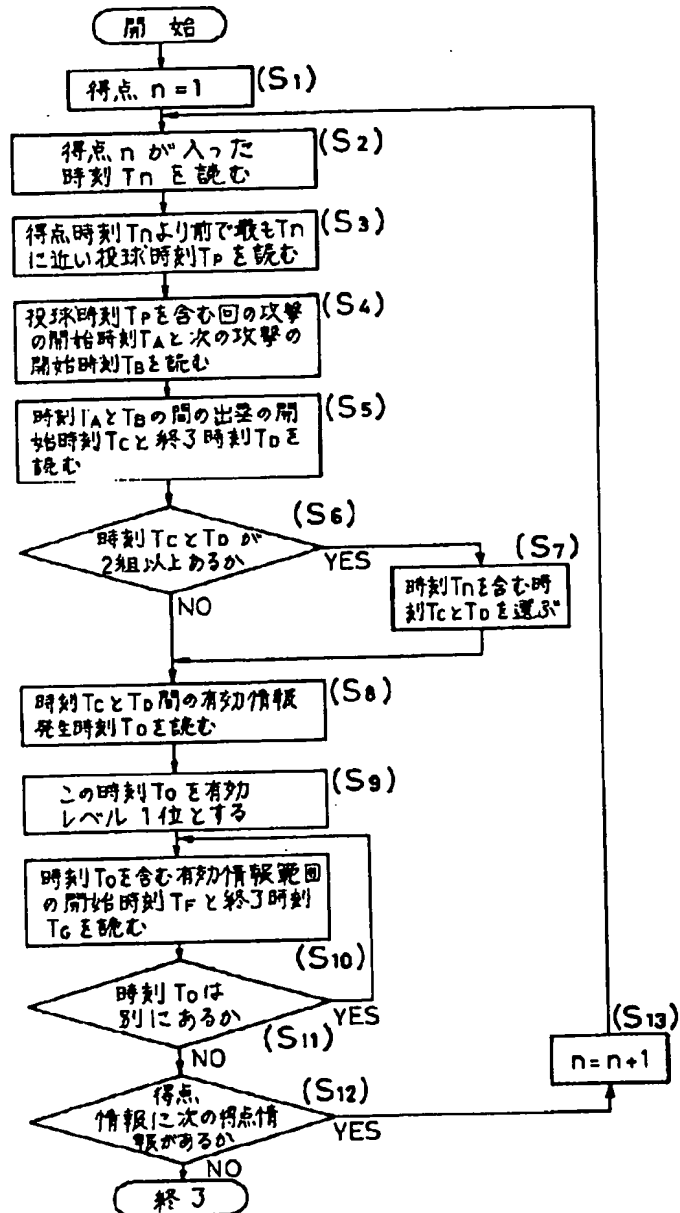 開始
得点 n=1
(S1)
得点 n が入った
時刻 Tn を読む
(S2)
得点時刻Tnより前で最もTn
に近い投球時刻TPを読む
(S3)
投球時刻TPを含む回の攻撃
の開始時刻TAと次の攻撃の
開始時刻TBを読む
(S4)
時刻TAとTBの間の出塁の開
始時刻TCと終了時刻TDを
読む
(S5)
時刻TCとTDが
2組以上あるか
(S6)
YES
NO
(S7)
時刻Tnを含む時
刻TCとTDを選ぶ
時刻TCとTD間の有効情報
発生時刻TOを読む
(S8)
この時刻TOを有効
レベル1位とする
(S9)
時刻TOを含む有効情報範囲
の開始時刻TFと終了時刻
TGを読む
(S10)
時刻TOは
別にあるか
YES
(S11)
NO
得点
情報に次の得点情
報があるか
(S12)
YES
NO
(S13)
n=n+1
終了